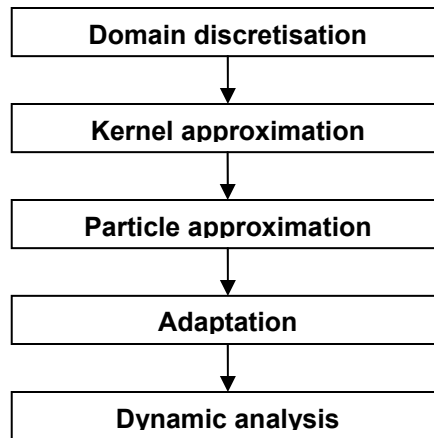 Domain discretisation
Kernel approximation
Particle approximation
Adaptation
Dynamic analysis